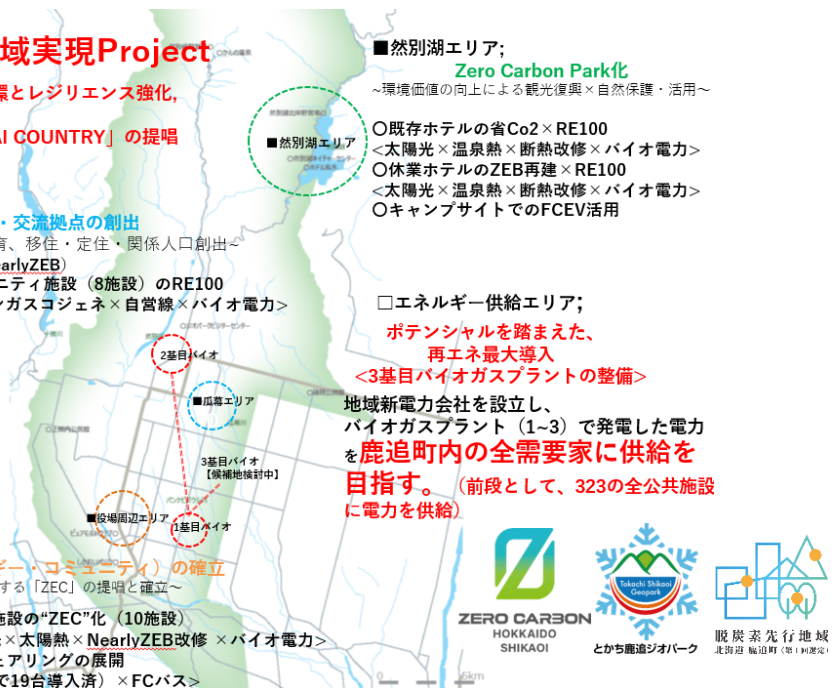 域実現Project
環とレジリエンス強化,
AI COUNTRY」の提唱
・交流拠点の創出
育、移住・定住・関係人口創出~
earlyZEB）
ニティ施設（8施設）のRE100
ンガスコジェネ×自営線×バイオ電力>
■然別湖エリア;
Zero Carbon Park化
~環境価値の向上による観光復興×自然保護・活用～
〇既存ホテルの省Co2×RE100
<太陽光×温泉熱×断熱改修×バイオ電力>
〇休業ホテルのZEB再建×RE100
<太陽光×温泉熱×断熱改修×バイオ電力>
〇キャンプサイトでのFCEV活用
■然別湖エリア
2基目バイオ
■瓜幕エリア
3基目バイオ
【候補地検討中】
■役場周辺エリア
1基目バイオ
□エネルギー供給エリア;
ポテンシャルを踏まえた、
再エネ最大導入
<3基目バイオガスプラントの整備>
地域新電力会社を設立し、
バイオガスプラント（1~3）で発電した電力
を鹿追町内の全需要家に供給を
目指す。（前段として、323の全公共施設
に電力を供給）
ギー・コミュニティ）の確立
する「ZEC」の提唱と確立～
施設の“ZEC”化（10施設）
×太陽熱×NearlyZEB改修 ×バイオ電力>
ェアリングの展開
で19台導入済）×FCバス>
ZERO CARBON
HOKKAIDO
SHIKAOI
Tokachi Shikaoi
Geopark
とかち鹿追ジオパーク
脱炭素先行地域
北海道 鹿追町（第1回選定
5km